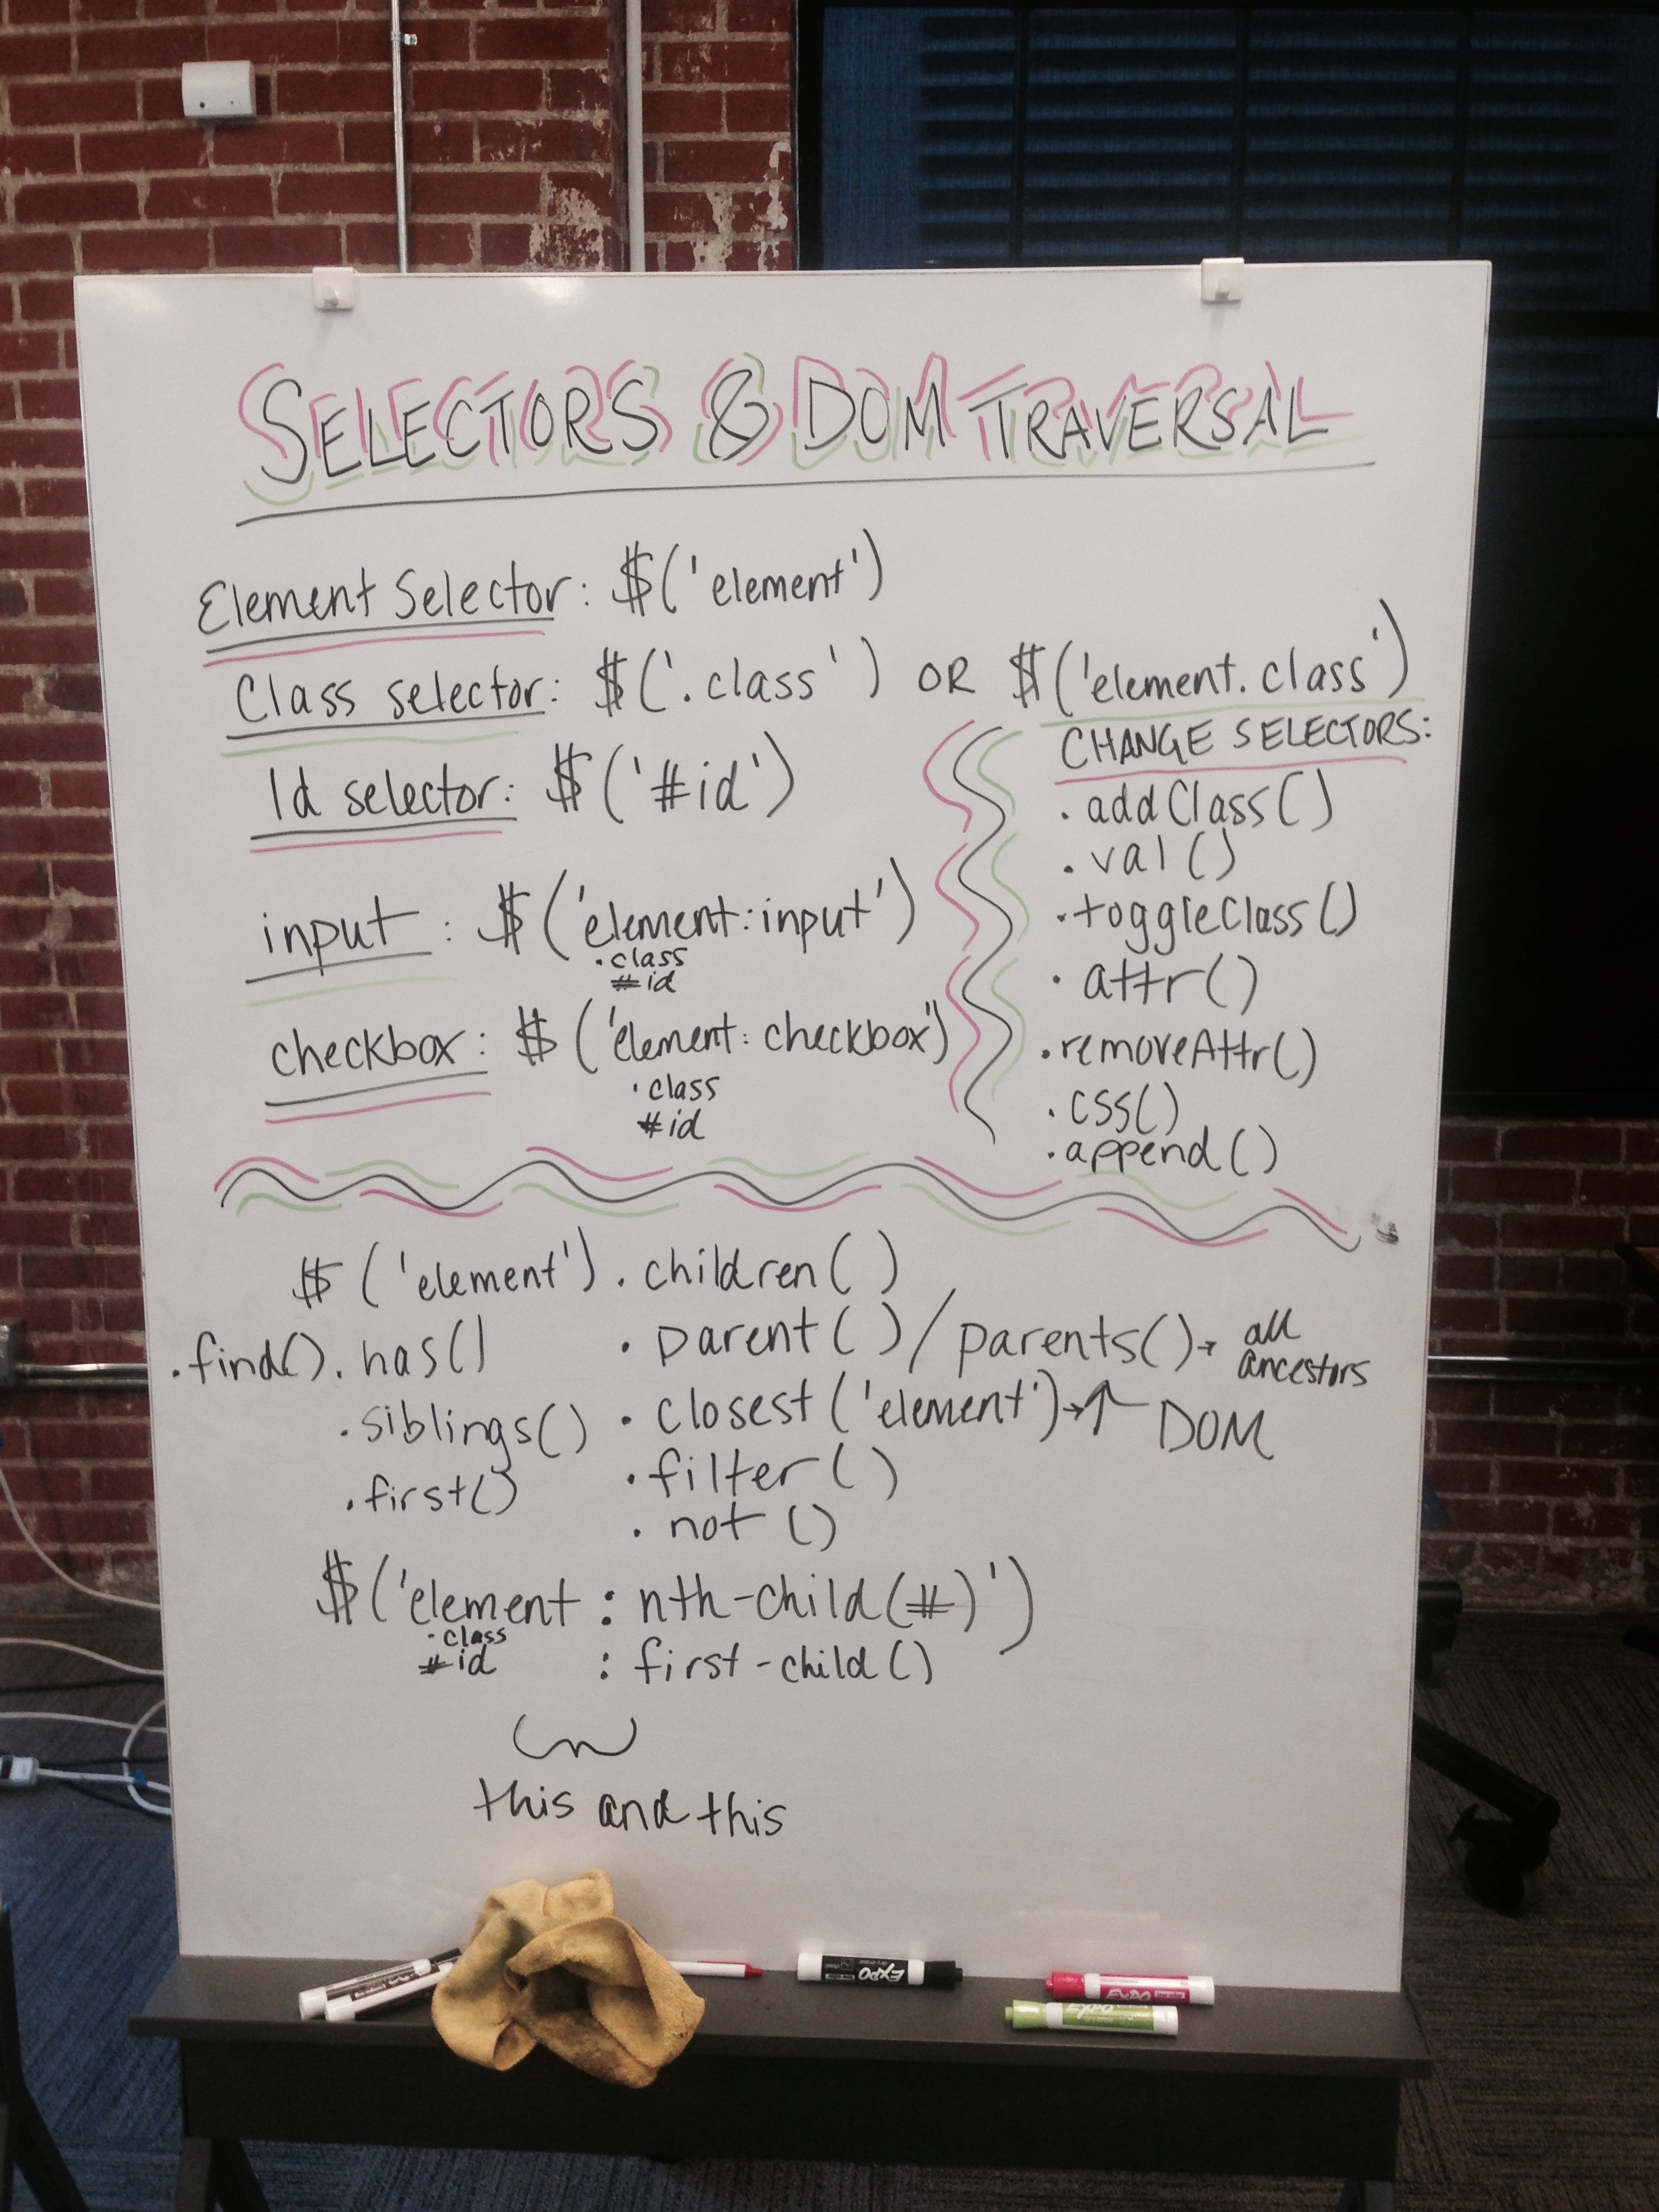 SELECTORS & DOM TRAVERSAL
Element Selector: $('element')
Class selector: $('.class') OR $('element.class')
Id selector: $('#id')
input: $('element:input')
.class
#id
checkbox: $('element:checkbox')
.class
#id
CHANGE SELECTORS:
.addClass()
.val()
.toggleClass()
.attr()
.removeAttr()
.css()
.append()
$('element').children()
.find().has() .parent()/parents()→ all ancestors
.siblings() .closest('element')→↑ DOM
.first() .filter()
.not()
$('element:nth-child(#)')
.class
#id :first-child()
this and this
EXPO
EXPO
EXPO